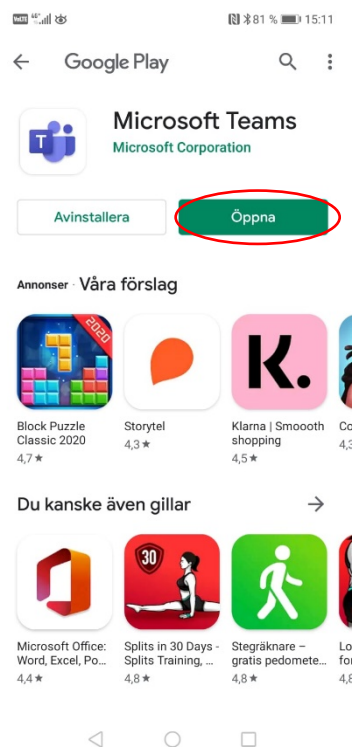 81 % 15:11
Google Play
Microsoft Teams
Microsoft Corporation
Avinstallera
Öppna
Annonser · Våra förslag
2020
K.
30
Block Puzzle Classic 2020
4,7 ★
Storytel
4,3 ★
Klarna | Smoooth shopping
4,5 ★
Du kanske även gillar
Microsoft Office: Word, Excel, Po...
4,4 ★
Splits in 30 Days - Splits Training, ...
4,8 ★
Stegräknare – gratis pedomete...
4,8 ★